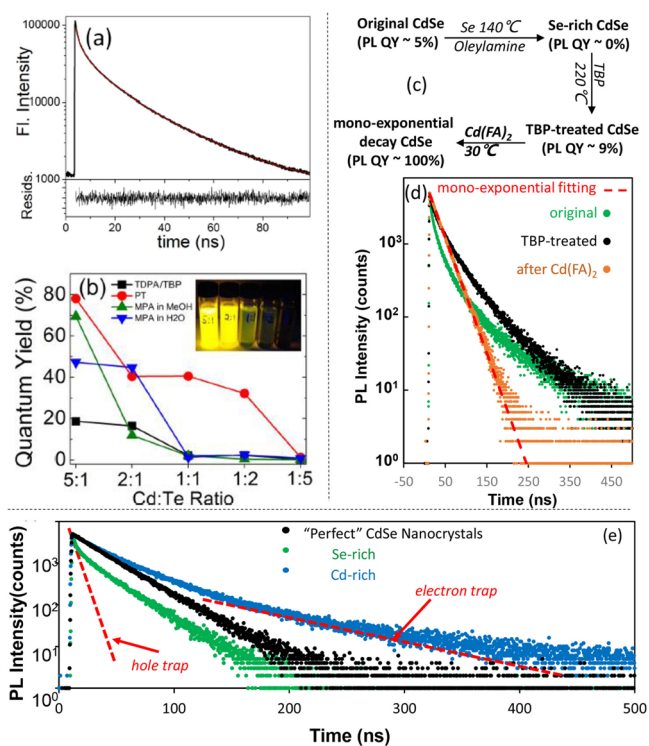 (a)
Fl. Intensity
100000
10000
1000
Resids.
0
20
40
60
80
time (ns)
Original CdSe
(PL QY ~ 5%)
Se 140℃
Oleylamine
Se-rich CdSe
(PL QY ~ 0%)
(c)
TBP
220℃
mono-exponential
decay CdSe
(PL QY ~ 100%)
Cd(FA)2
30℃
TBP-treated CdSe
(PL QY ~ 9%)
(b)
TDPA/TBP
PT
MPA in MeOH
MPA in H2O
Quantum Yield (%)
80
60
40
20
0
5:1
2:1
1:1
1:2
1:5
Cd:Te Ratio
(d)
mono-exponential fitting
original
TBP-treated
after Cd(FA)2
PL Intensity (counts)
10³
10²
10¹
10⁰
-50
50
150
250
350
450
Time (ns)
(e)
"Perfect" CdSe Nanocrystals
Se-rich
Cd-rich
electron trap
hole trap
PL Intensity(counts)
10³
10²
10¹
10⁰
0
100
200
300
400
500
Time (ns)